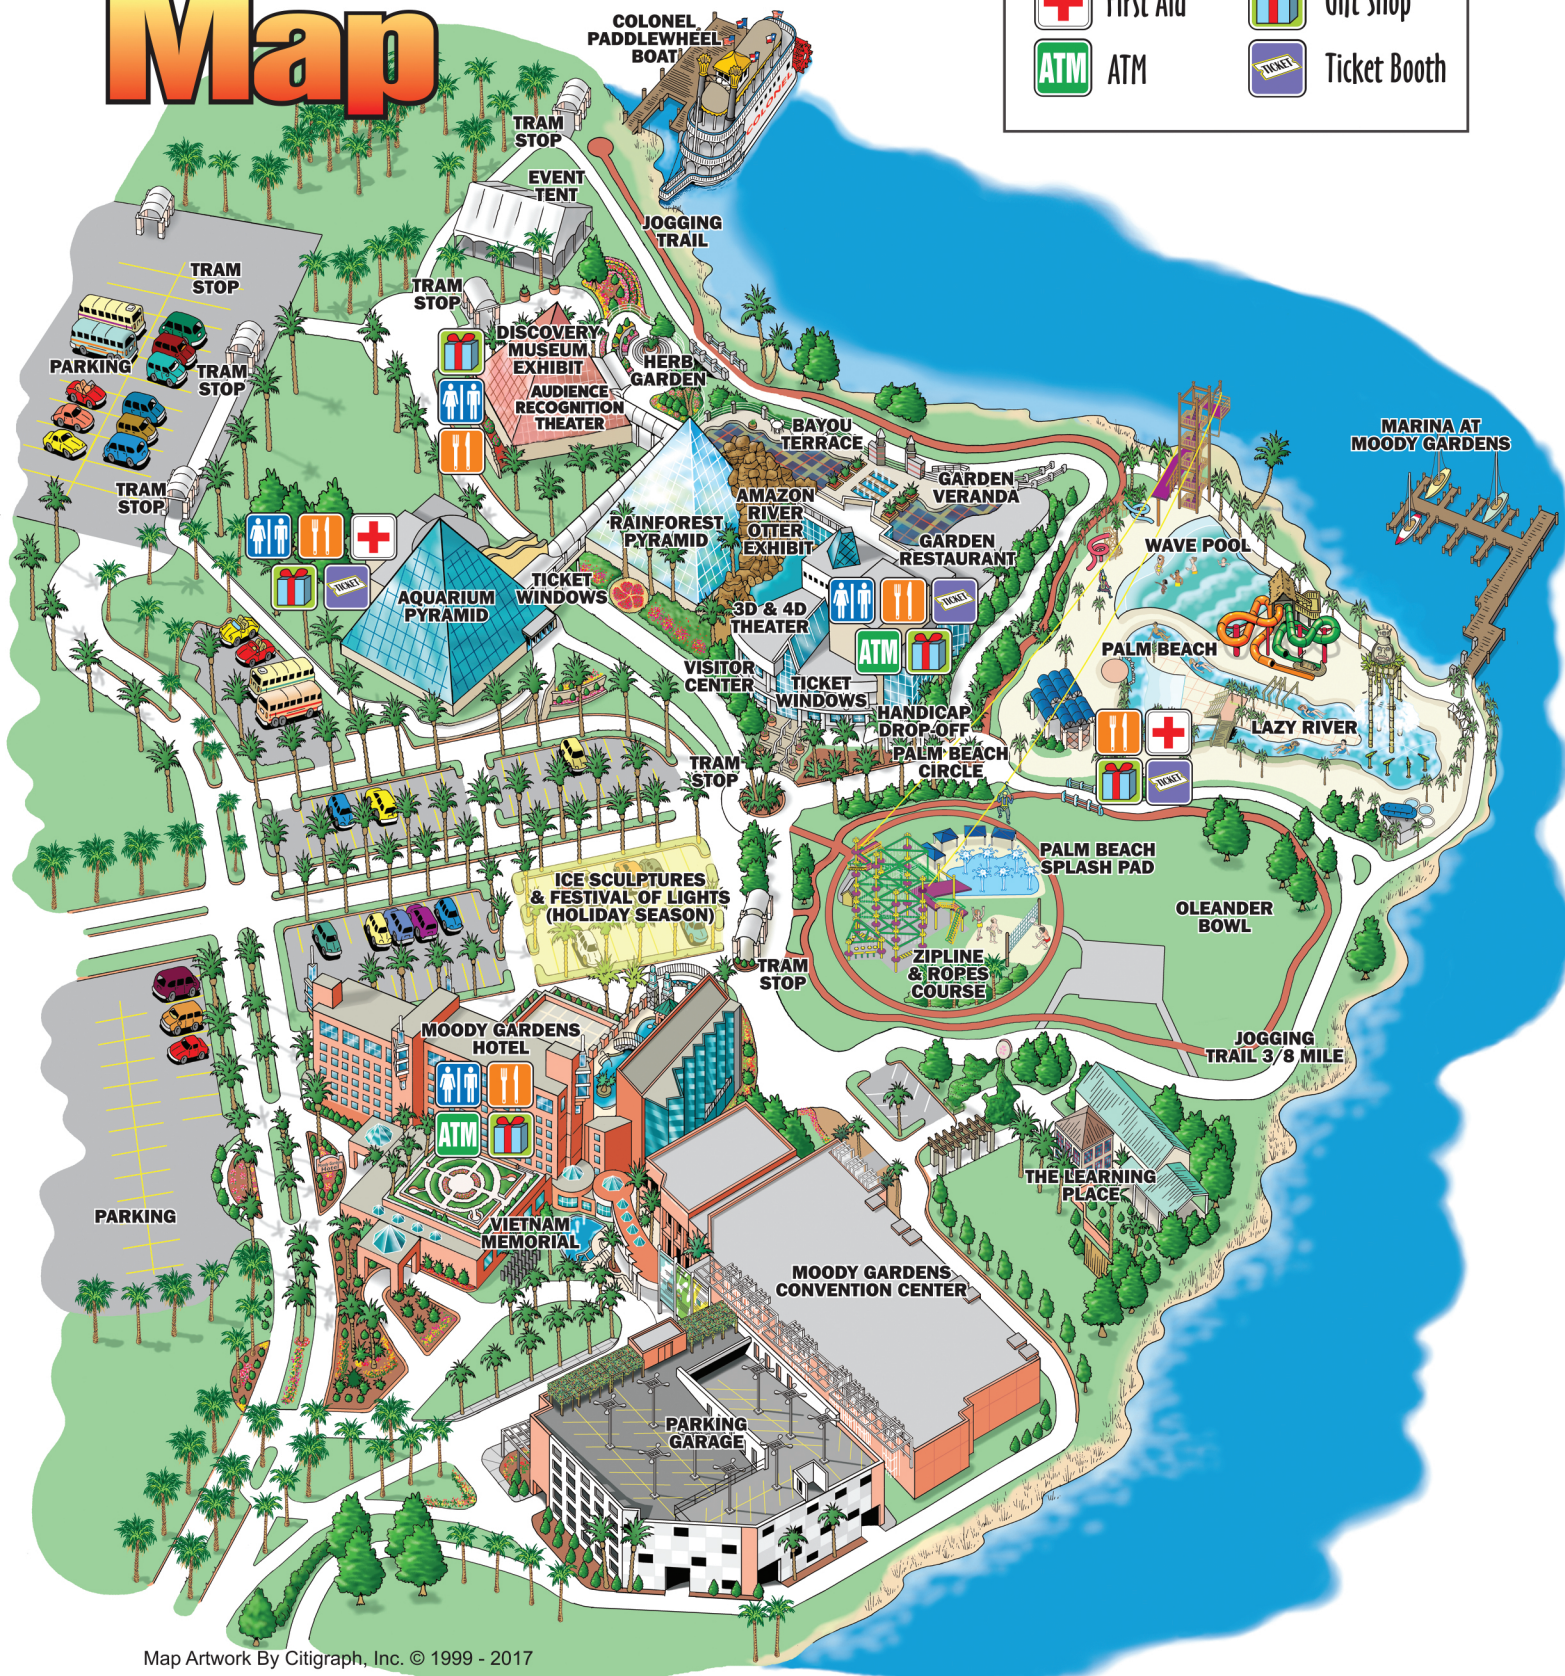 Map
First Aid
Gift Shop
ATM
ATM
TICKET
Ticket Booth
COLONEL
PADDLEWHEEL
BOAT
COLONEL
TRAM
STOP
EVENT
TENT
JOGGING
TRAIL
TRAM
STOP
TRAM
STOP
DISCOVERY
MUSEUM
EXHIBIT
HERB
GARDEN
PARKING
TRAM
STOP
AUDIENCE
RECOGNITION
THEATER
BAYOU
TERRACE
MARINA AT
MOODY GARDENS
TRAM
STOP
GARDEN
VERANDA
AMAZON
RIVER
OTTER
EXHIBIT
RAINFOREST
PYRAMID
GARDEN
RESTAURANT
WAVE POOL
TICKET
WINDOWS
TICKET
AQUARIUM
PYRAMID
3D & 4D
THEATER
TICKET
ATM
PALM BEACH
VISITOR
CENTER
TICKET
WINDOWS
HANDICAP
DROP-OFF
LAZY RIVER
PALM BEACH
CIRCLE
TRAM
STOP
TICKET
PALM BEACH
SPLASH PAD
ICE SCULPTURES
& FESTIVAL OF LIGHTS
(HOLIDAY SEASON)
OLEANDER
BOWL
ZIPLINE
& ROPES
COURSE
TRAM
STOP
MOODY GARDENS
HOTEL
JOGGING
TRAIL 3/8 MILE
ATM
THE LEARNING
PLACE
PARKING
VIETNAM
MEMORIAL
MOODY GARDENS
CONVENTION CENTER
PARKING
GARAGE
Map Artwork By Citigraph, Inc. © 1999 - 2017